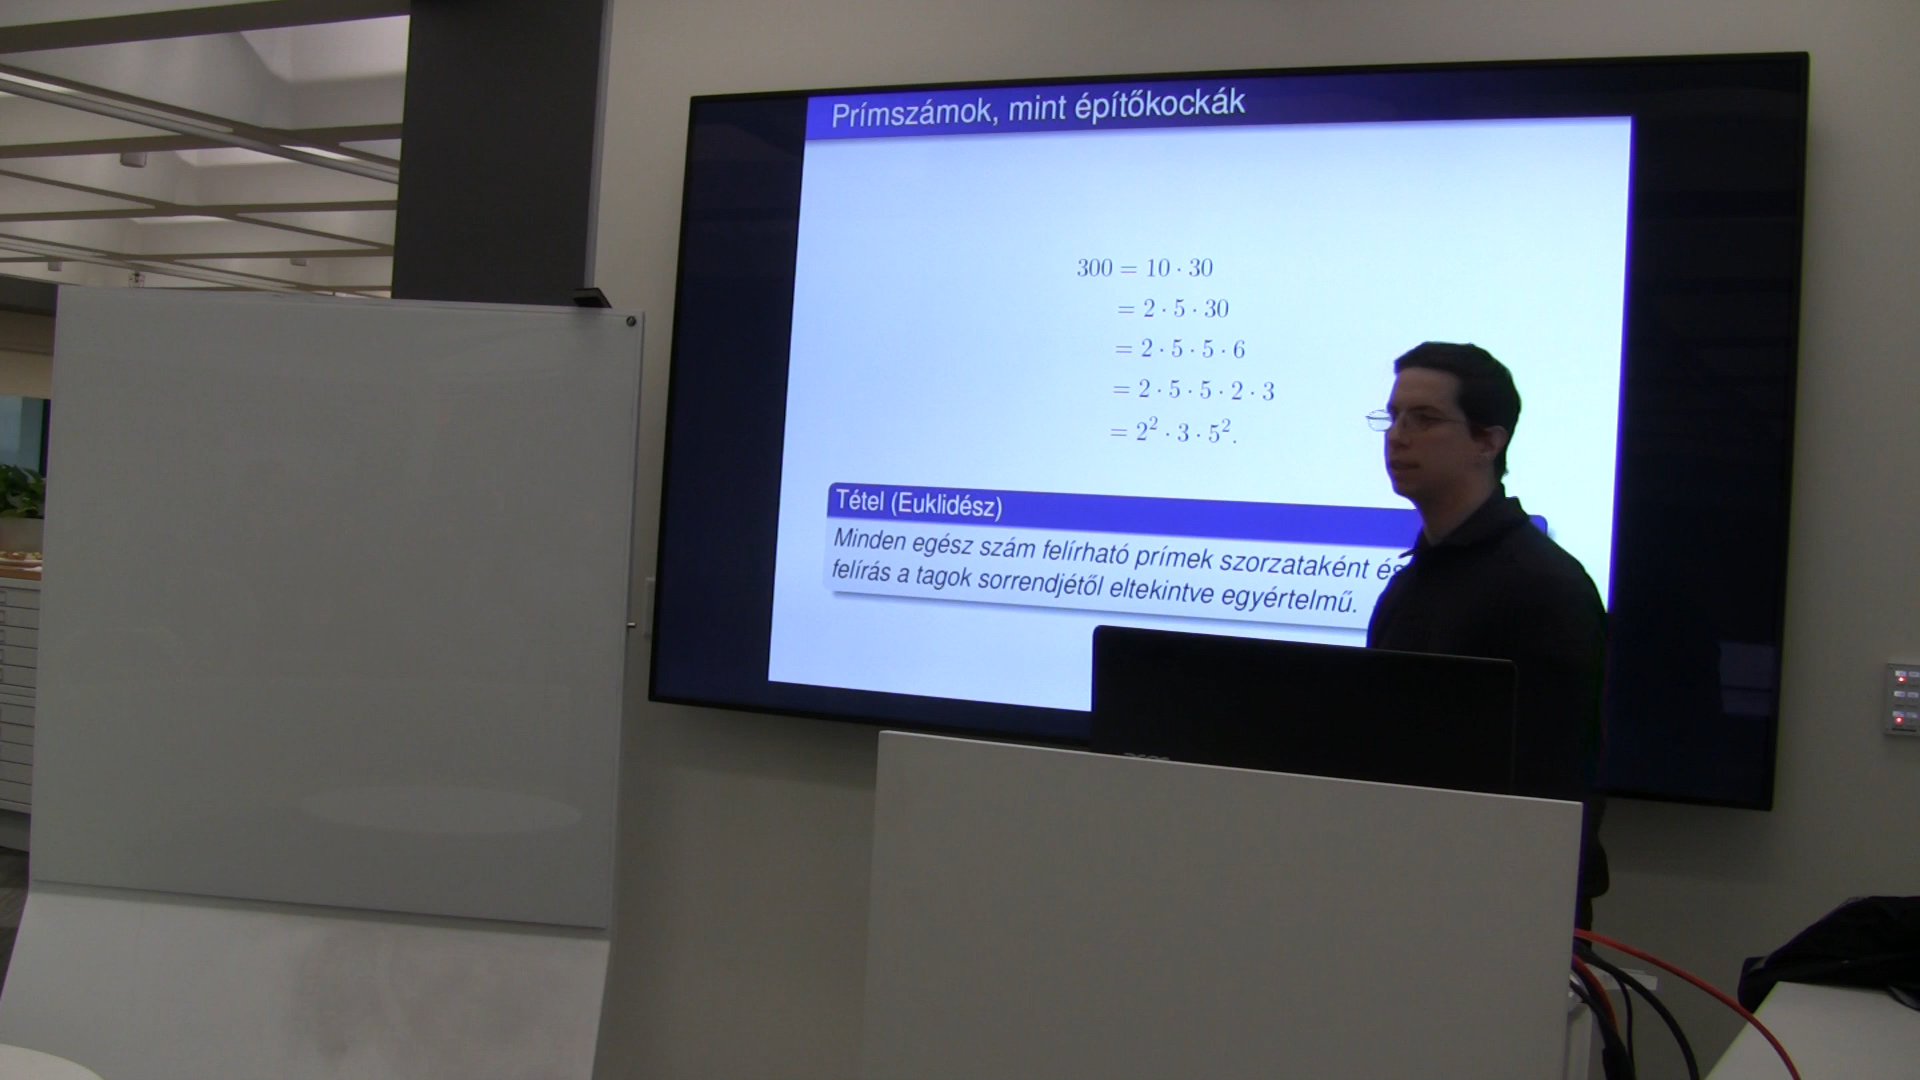 Prímszámok, mint építőkockák
300 = 10 · 30
= 2 · 5 · 30
= 2 · 5 · 5 · 6
= 2 · 5 · 5 · 2 · 3
= 2² · 3 · 5².
Tétel (Euklidész)
Minden egész szám felírható prímek szorzataként és
felírás a tagok sorrendjétől eltekintve egyértelmű.